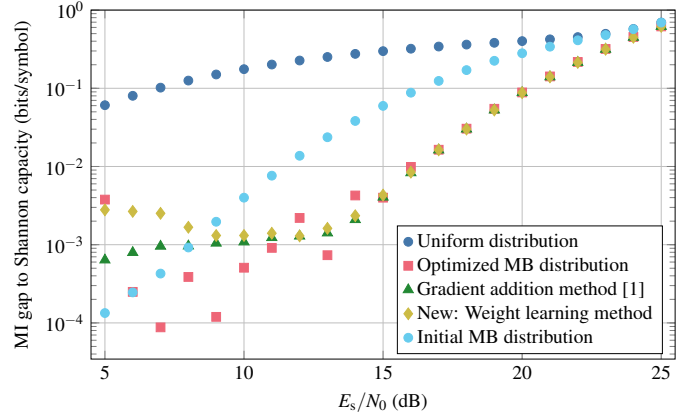 MI gap to Shannon capacity (bits/symbol)
10^0
10^−1
10^−2
10^−3
10^−4
Uniform distribution
Optimized MB distribution
Gradient addition method [1]
New: Weight learning method
Initial MB distribution
5 10 15 20 25
E_s/N_0 (dB)